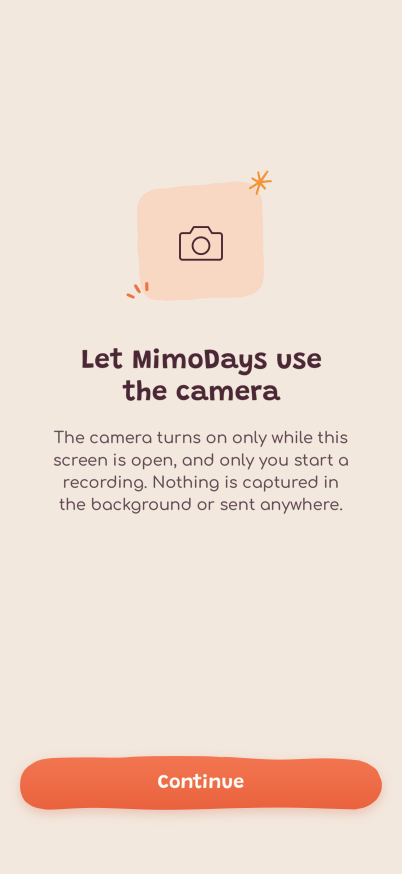 Let MimoDays use
the camera
The camera turns on only while this
screen is open, and only you start a
recording. Nothing is captured in
the background or sent anywhere.
Continue